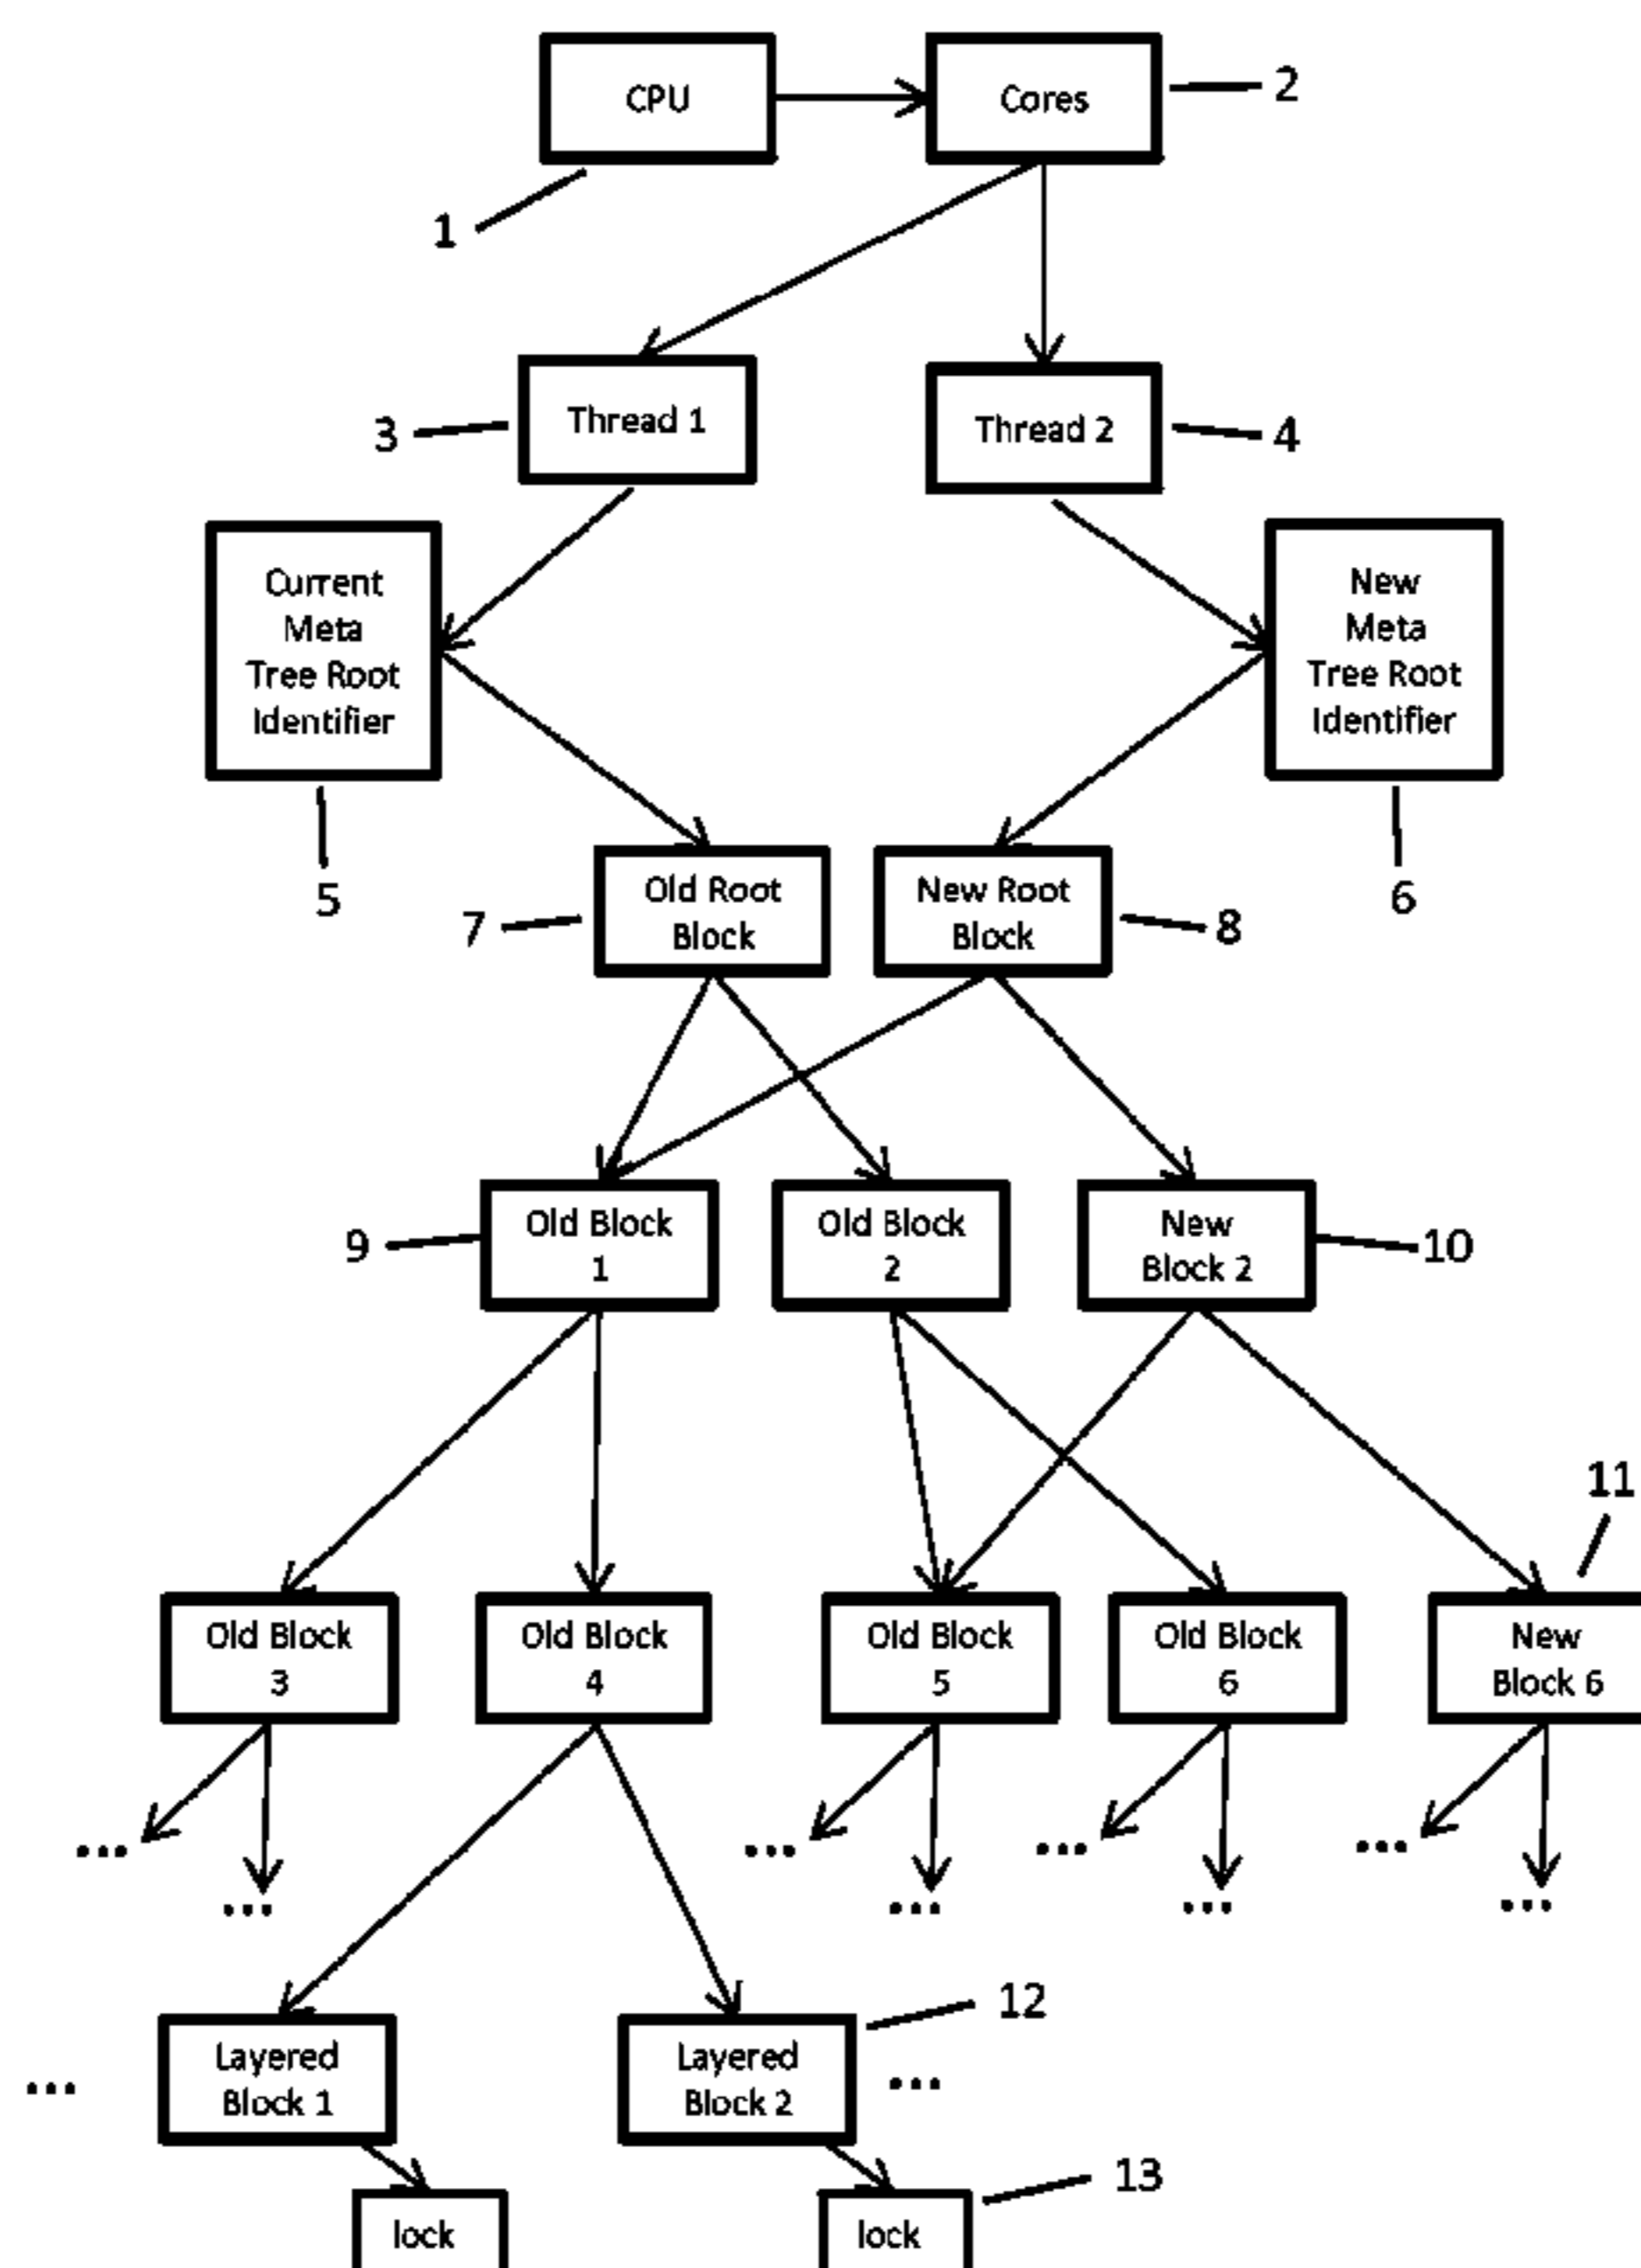 CPU
Cores
2
1
Thread 1
3
Thread 2
4
Current
Meta
Tree Root
Identifier
New
Meta
Tree Root
Identifier
5
6
Old Root
Block
7
New Root
Block
8
Old Block
1
9
Old Block
2
New
Block 2
10
11
Old Block
3
Old Block
4
Old Block
5
Old Block
6
New
Block 6
...
...
...
...
...
...
...
...
12
...
Layered
Block 1
Layered
Block 2
...
13
lock
lock